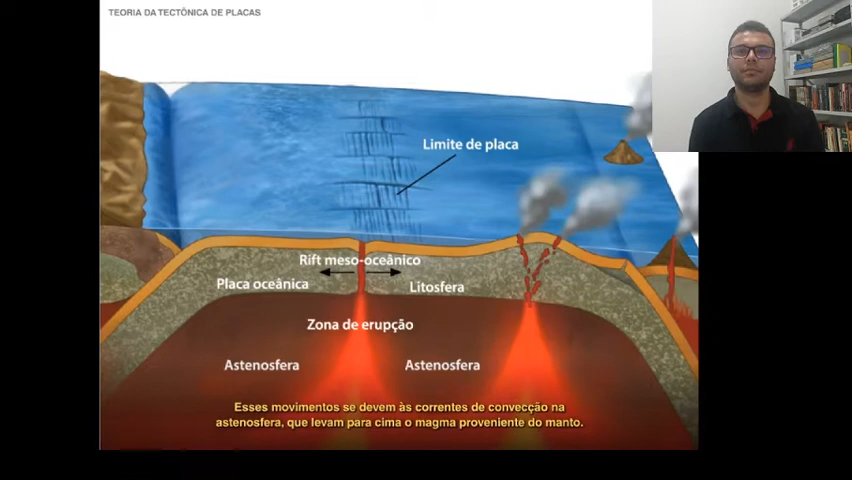 TEORIA DA TECTÔNICA DE PLACAS
Limite de placa
Rift meso-oceânico
Placa oceânica
Litosfera
Zona de erupção
Astenosfera
Astenosfera
Esses movimentos se devem às correntes de convecção na
astenosfera, que levam para cima o magma proveniente do manto.